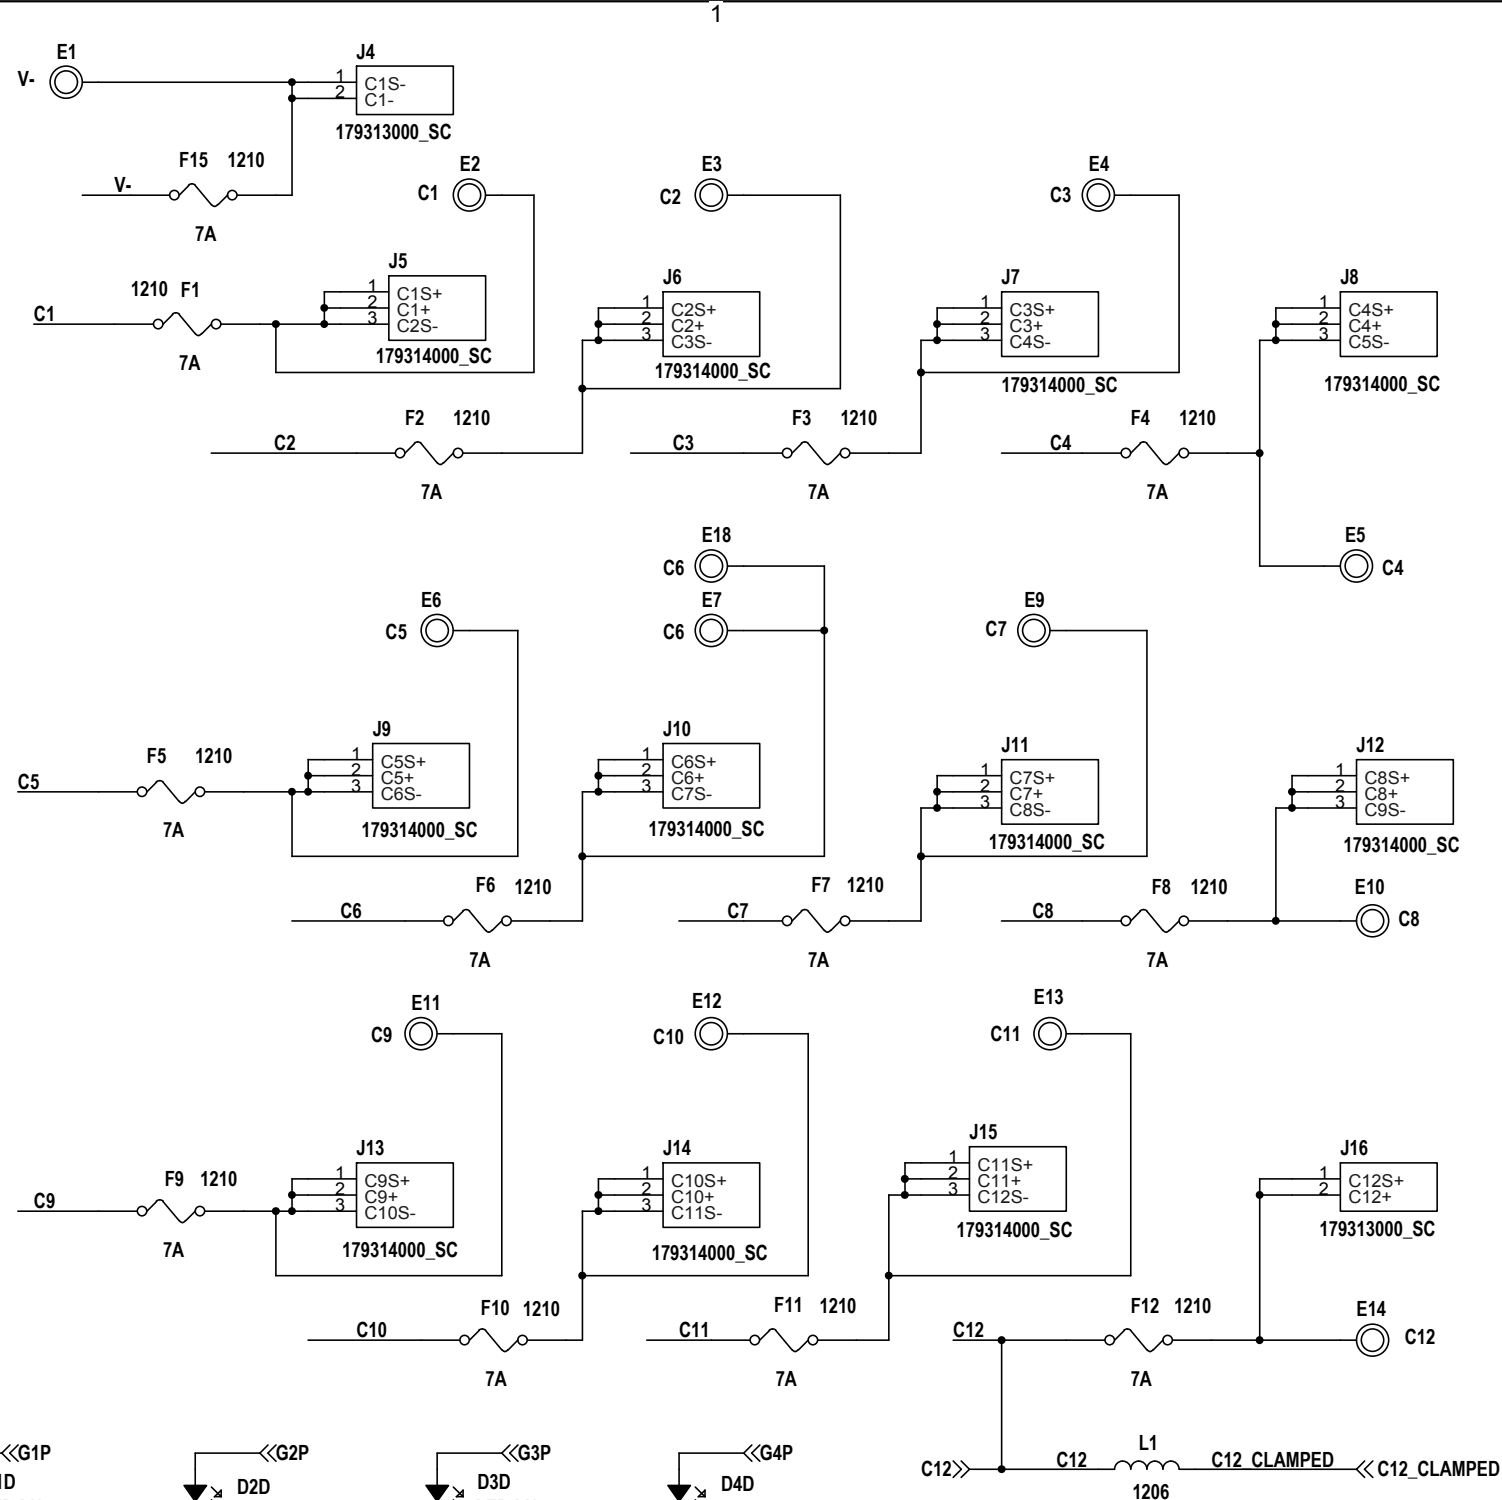 1
E1
V-
J4
1 C1S-
2 C1-
179313000_SC
F15 1210
V-
7A
E2
C1
E3
C2
E4
C3
1210 F1
C1
7A
J5
1 C1S+
2 C1+
3 C2S-
179314000_SC
J6
1 C2S+
2 C2+
3 C3S-
179314000_SC
J7
1 C3S+
2 C3+
3 C4S-
179314000_SC
J8
1 C4S+
2 C4+
3 C5S-
179314000_SC
F2 1210
C2
7A
F3 1210
C3
7A
F4 1210
C4
7A
E18
C6
E5
C4
E6
C5
E7
C6
E9
C7
F5 1210
C5
7A
J9
1 C5S+
2 C5+
3 C6S-
179314000_SC
J10
1 C6S+
2 C6+
3 C7S-
179314000_SC
J11
1 C7S+
2 C7+
3 C8S-
179314000_SC
J12
1 C8S+
2 C8+
3 C9S-
179314000_SC
F6 1210
C6
7A
F7 1210
C7
7A
F8 1210
C8
7A
E10
C8
E11
C9
E12
C10
E13
C11
F9 1210
C9
7A
J13
1 C9S+
2 C9+
3 C10S-
179314000_SC
J14
1 C10S+
2 C10+
3 C11S-
179314000_SC
J15
1 C11S+
2 C11+
3 C12S-
179314000_SC
J16
1 C12S+
2 C12+
179313000_SC
F10 1210
C10
7A
F11 1210
C11
7A
F12 1210
C12
7A
E14
C12
G1P
G2P
D2D
G3P
D3D
G4P
D4D
C12
C12
L1
1206
C12_CLAMPED
C12_CLAMPED